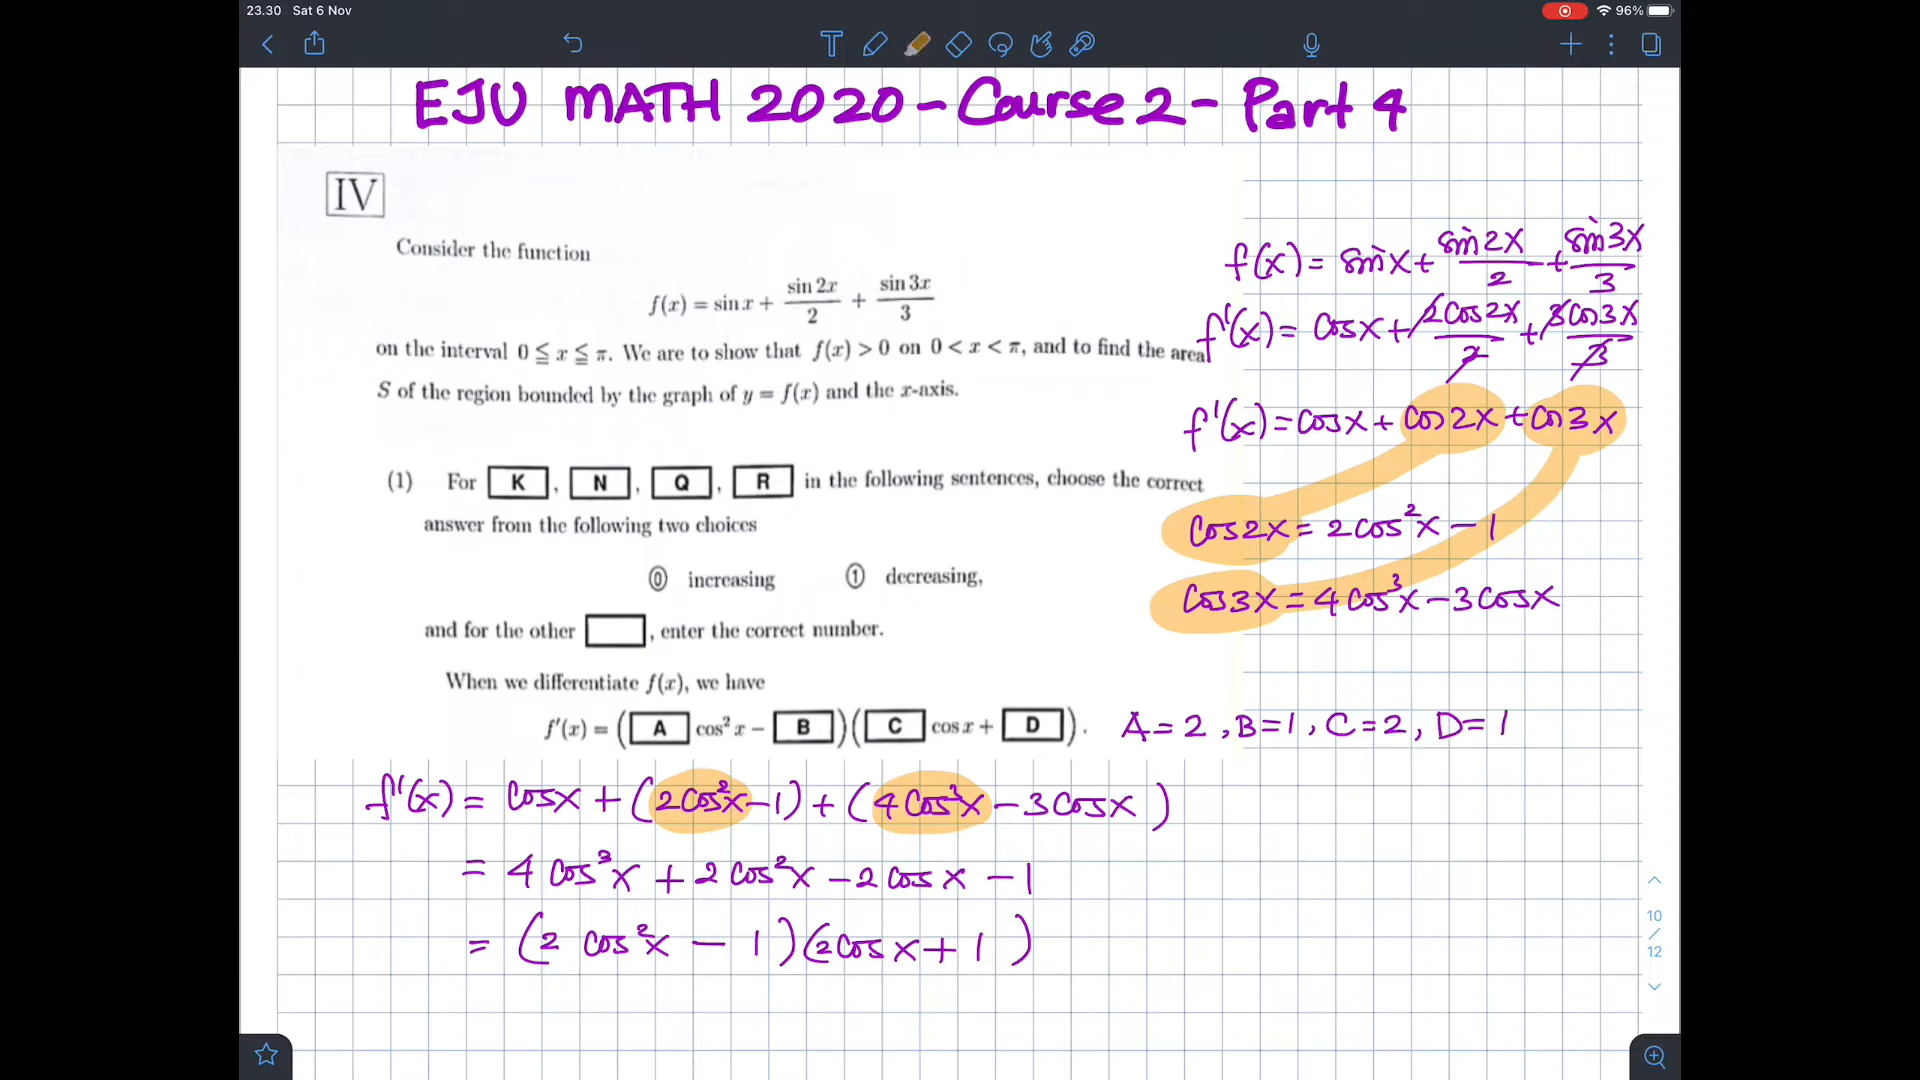 23.30 Sat 6 Nov
96%
EJU MATH 2020 - Course 2 - Part 4
IV
Consider the function
f(x) = sin x + sin 2x/2 + sin 3x/3
on the interval 0 ≦ x ≦ π. We are to show that f(x) > 0 on 0 < x < π, and to find the area
S of the region bounded by the graph of y = f(x) and the x-axis.
(1) For K , N , Q , R in the following sentences, choose the correct
answer from the following two choices
⓪ increasing ① decreasing,
and for the other , enter the correct number.
When we differentiate f(x), we have
f'(x) = ( A cos² x − B )( C cos x + D ).
f(x) = sin x + sin 2x/2 + sin 3x/3
f'(x) = cos x + 2cos 2x/2 + 3cos 3x/3
f'(x) = cos x + cos 2x + cos 3x
cos 2x = 2cos²x − 1
cos 3x = 4cos³x − 3cos x
A = 2 , B = 1 , C = 2 , D = 1
f'(x) = cos x + (2cos²x − 1) + (4cos³x − 3cos x )
= 4cos³x + 2cos²x − 2cos x − 1
= (2 cos²x − 1)(2cos x + 1 )
10
/
12